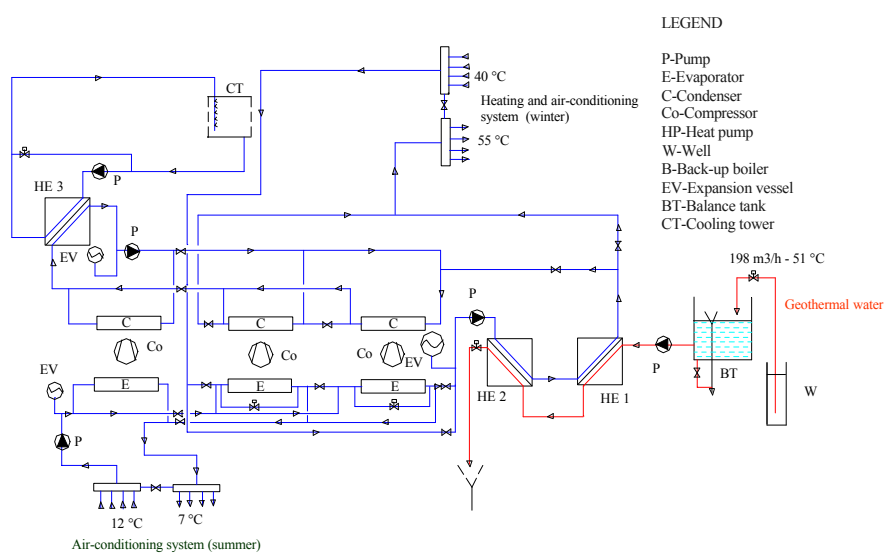 LEGEND
P-Pump
E-Evaporator
C-Condenser
Co-Compressor
HP-Heat pump
W-Well
B-Back-up boiler
EV-Expansion vessel
BT-Balance tank
CT-Cooling tower
CT
40 °C
Heating and air-conditioning
system (winter)
55 °C
P
HE 3
P
EV
198 m3/h - 51 °C
Geothermal water
P
C
C
C
Co
Co
Co
EV
EV
E
E
E
HE 2
HE 1
P
BT
W
P
12 °C
7 °C
Air-conditioning system (summer)